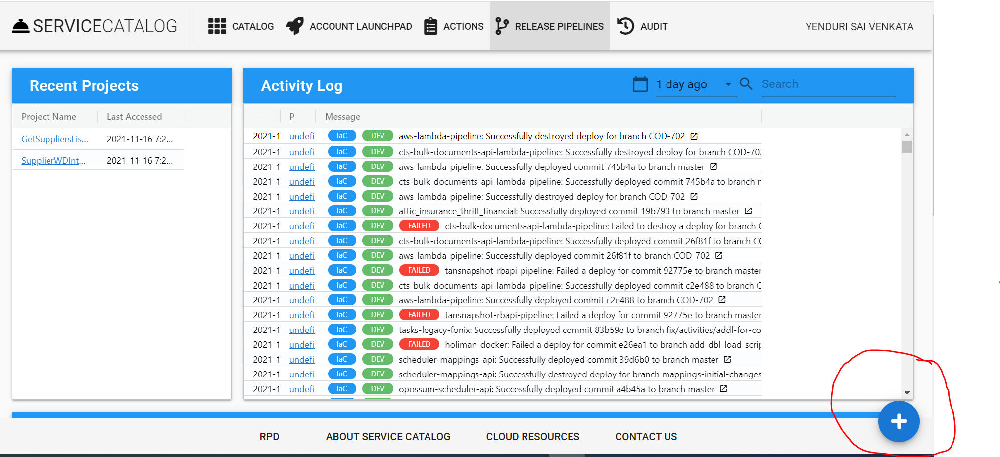 SERVICECATALOG
CATALOG
ACCOUNT LAUNCHPAD
ACTIONS
RELEASE PIPELINES
AUDIT
YENDURI SAI VENKATA
Recent Projects
Project Name Last Accessed
GetSuppliersLis... 2021-11-16 7:2...
SupplierWDInt... 2021-11-16 7:2...
Activity Log
1 day ago
Search
P. Message
2021-1 undefi IaC DEV aws-lambda-pipeline: Successfully destroyed deploy for branch COD-702
2021-1 undefi IaC DEV cts-bulk-documents-api-lambda-pipeline: Successfully destroyed deploy for branch COD-70
2021-1 undefi IaC DEV aws-lambda-pipeline: Successfully deployed commit 745b4a to branch master
2021-1 undefi IaC DEV cts-bulk-documents-api-lambda-pipeline: Successfully deployed commit 745b4a to branch
2021-1 undefi IaC DEV aws-lambda-pipeline: Successfully destroyed deploy for branch COD-702
2021-1 undefi IaC DEV attic_insurance_thrift_financial: Successfully deployed commit 19b793 to branch master
2021-1 undefi IaC DEV FAILED cts-bulk-documents-api-lambda-pipeline: Failed to destroy a deploy for branch
2021-1 undefi IaC DEV cts-bulk-documents-api-lambda-pipeline: Successfully deployed commit 26f81f to branch
2021-1 undefi IaC DEV aws-lambda-pipeline: Successfully deployed commit 26f81f to branch COD-702
2021-1 undefi IaC DEV FAILED tansnapshot-rbapi-pipeline: Failed a deploy for commit 92775e to branch master
2021-1 undefi IaC DEV cts-bulk-documents-api-lambda-pipeline: Successfully deployed commit c2e488 to branch C
2021-1 undefi IaC DEV aws-lambda-pipeline: Successfully deployed commit c2e488 to branch COD-702
2021-1 undefi IaC DEV FAILED tansnapshot-rbapi-pipeline: Failed a deploy for commit 92775e to branch master
2021-1 undefi IaC DEV tasks-legacy-fonix: Successfully deployed commit 83b59e to branch fix/activities/addl-for-co
2021-1 undefi IaC DEV FAILED holiman-docker: Failed a deploy for commit e26ea1 to branch add-dbl-load-scrip
2021-1 undefi IaC DEV scheduler-mappings-api: Successfully deployed commit 39d6b0 to branch master
2021-1 undefi IaC DEV scheduler-mappings-api: Successfully destroyed deploy for branch mappings-initial-changes
2021-1 undefi IaC DEV opossum-scheduler-api: Successfully deployed commit a4b45a to branch master
RPD
ABOUT SERVICE CATALOG
CLOUD RESOURCES
CONTACT US